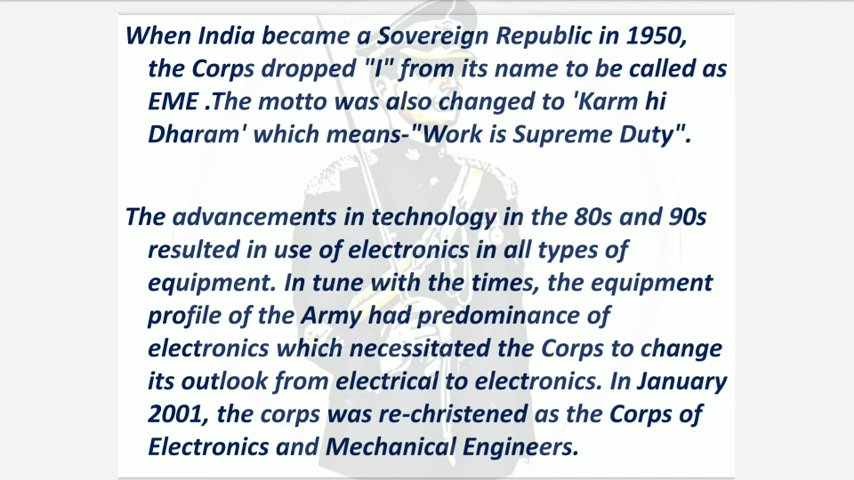 When India became a Sovereign Republic in 1950,
the Corps dropped "I" from its name to be called as
EME .The motto was also changed to 'Karm hi
Dharam' which means-"Work is Supreme Duty".
The advancements in technology in the 80s and 90s
resulted in use of electronics in all types of
equipment. In tune with the times, the equipment
profile of the Army had predominance of
electronics which necessitated the Corps to change
its outlook from electrical to electronics. In January
2001, the corps was re-christened as the Corps of
Electronics and Mechanical Engineers.